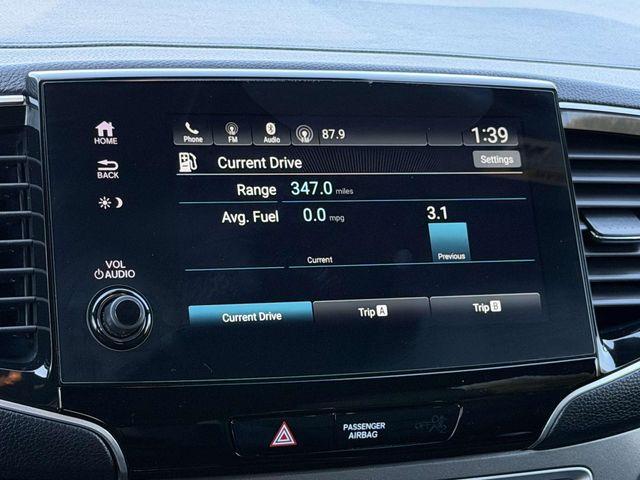 HOME
BACK
VOL
AUDIO
Phone FM Audio 87.9 1:39
Current Drive Settings
Range 347.0 miles
Avg. Fuel 0.0 mpg 3.1
Current Previous
Current Drive Trip A Trip B
PASSENGER
AIRBAG